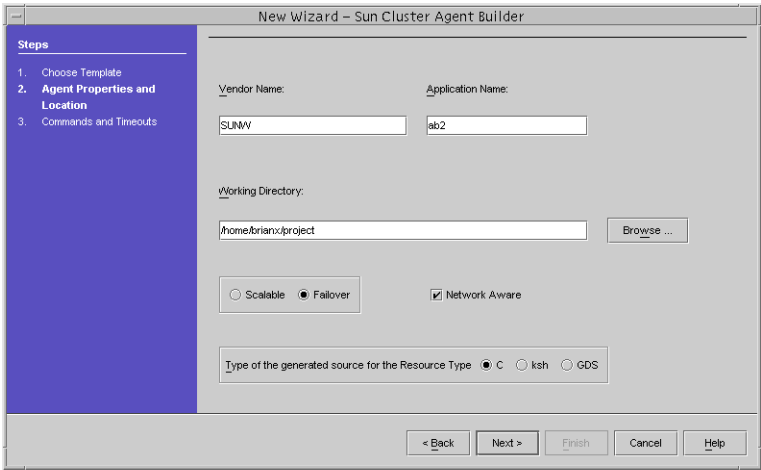 New Wizard – Sun Cluster Agent Builder
Steps
1. Choose Template
2. Agent Properties and
Location
3. Commands and Timeouts
Vendor Name:
Application Name:
SUNW
ab2
Working Directory:
/home/brianx/project
Browse ...
Scalable
Failover
Network Aware
Type of the generated source for the Resource Type
C
ksh
GDS
< Back
Next >
Finish
Cancel
Help